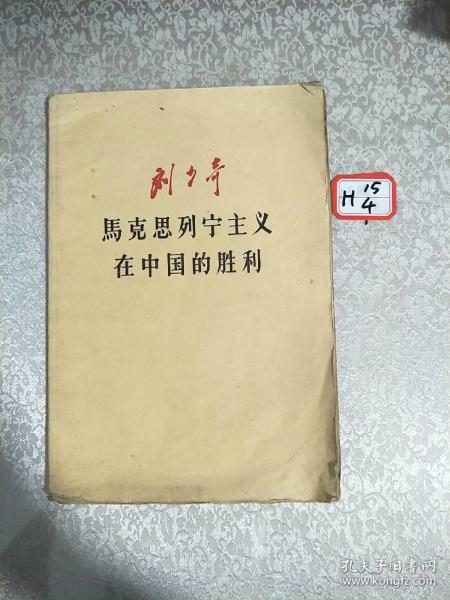 刘少奇
馬克思列宁主义
在中国的胜利
H 15
4
孔夫子旧书网
www.kongfz.com